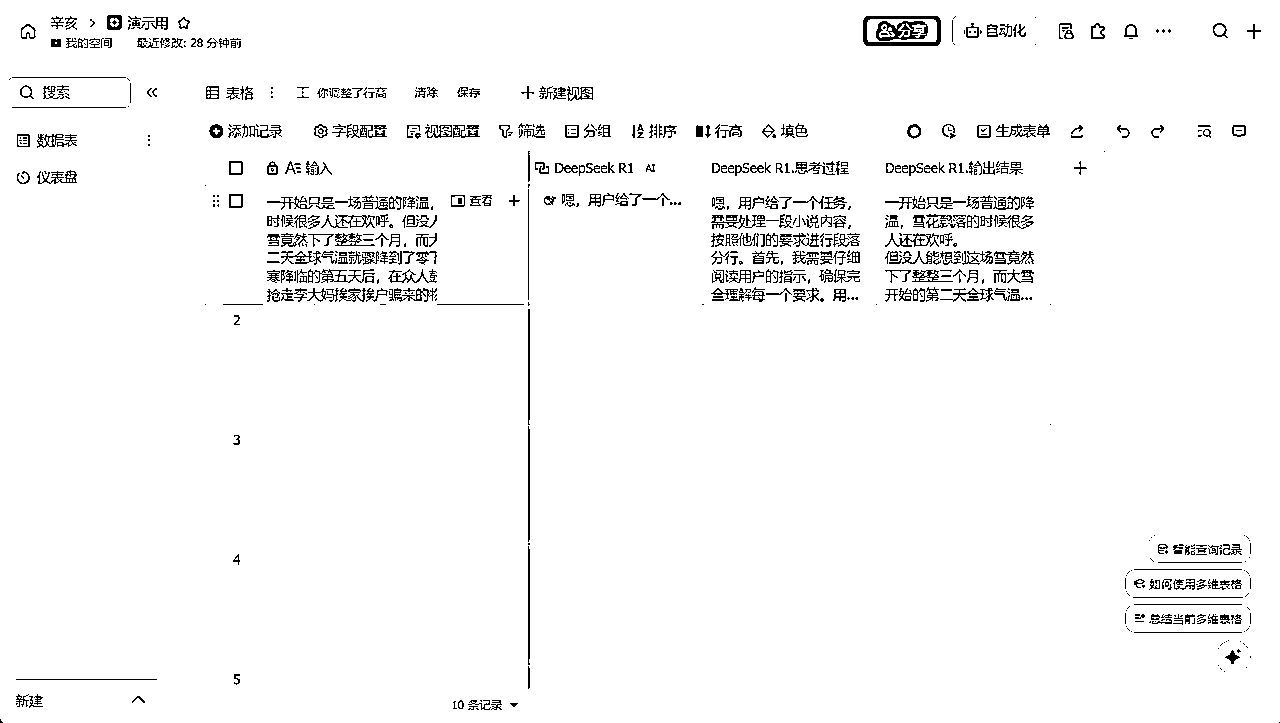 辛亥 > 演示用
我的空间 最近修改: 28 分钟前
分享
自动化
搜索
数据表
仪表盘
表格 你调整了行高 清除 保存 新建视图
添加记录 字段配置 视图配置 筛选 分组 排序 行高 填色 生成表单
输入 DeepSeek R1 AI DeepSeek R1.思考过程 DeepSeek R1.输出结果
一开始只是一场普通的降温,
时候很多人还在欢呼。但没
雪竟然下了整整三个月，而
二天全球气温就骤降到了零
寒降临的第五天后，在众人
抢走李大妈挨家挨户骗来的
查看
嗯，用户给了一个...
嗯，用户给了一个任务，
需要处理一段小说内容，
按照他们的要求进行段落
分行。首先，我需要仔细
阅读用户的指示，确保完
全理解每一个要求。用...
一开始只是一场普通的降
温，雪花飘落的时候很多
人还在欢呼。
但没人能想到这场雪竟然
下了整整三个月，而大雪
开始的第二天全球气温...
2
3
4
5
智能查询记录
如何使用多维表格
总结当前多维表格
新建
10 条记录